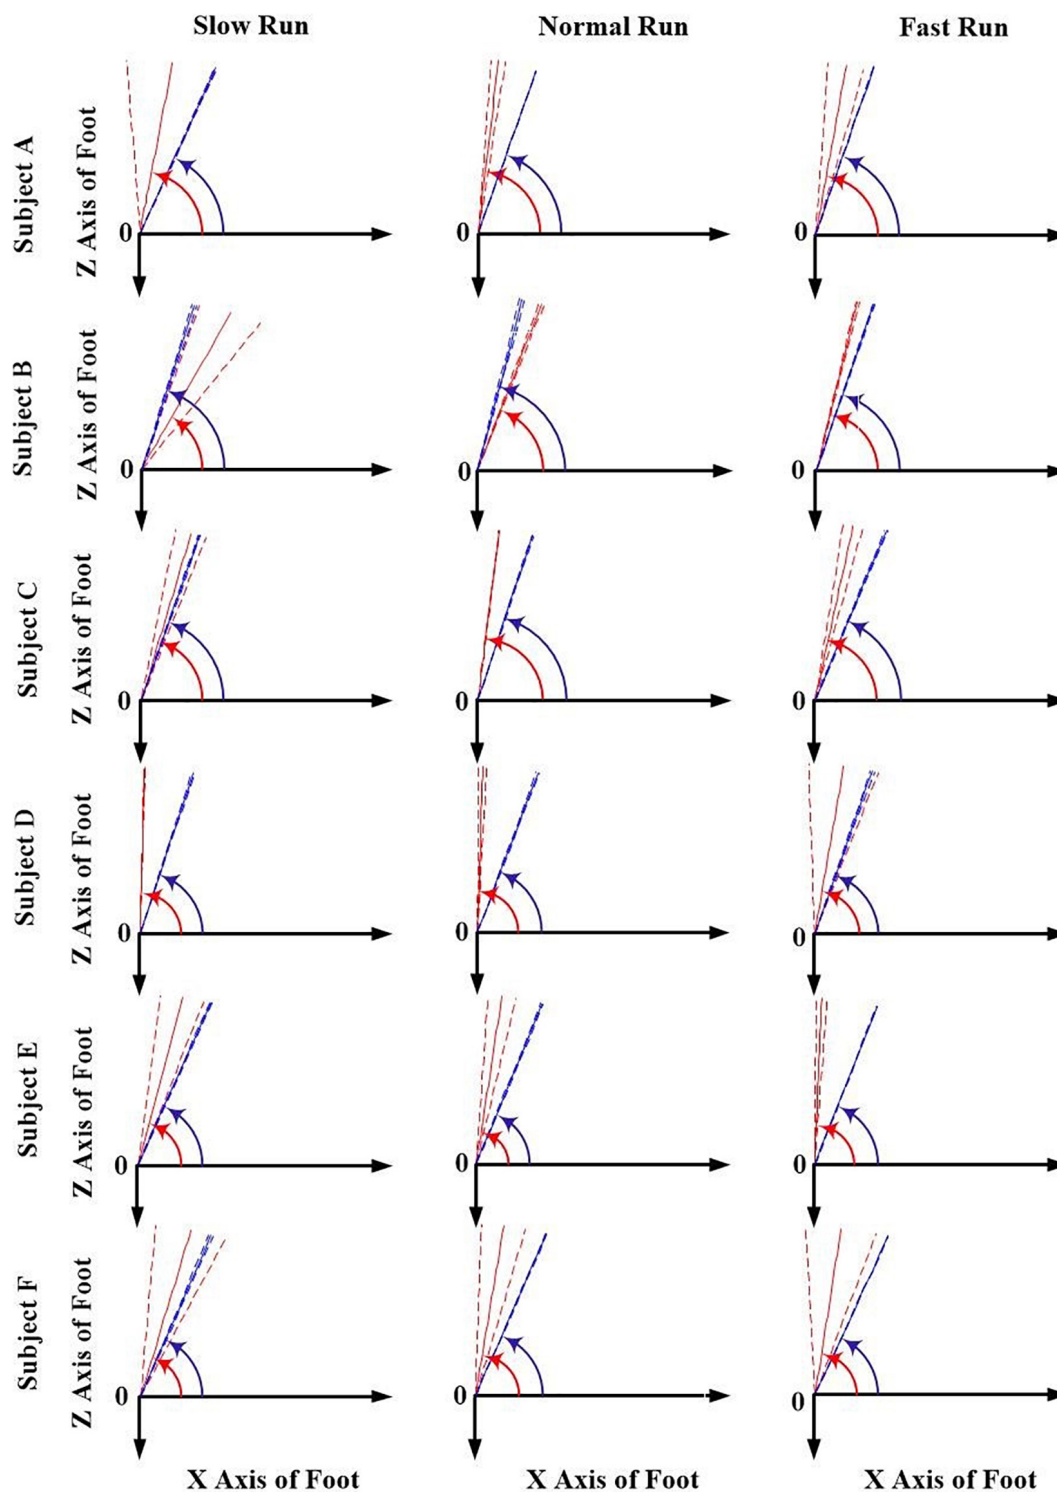 Slow Run Normal Run Fast Run
Subject A Z Axis of Foot 0 0 0
Subject B Z Axis of Foot 0 0 0
Subject C Z Axis of Foot 0 0 0
Subject D Z Axis of Foot 0 0 0
Subject E Z Axis of Foot 0 0 0
Subject F Z Axis of Foot 0 0 0
X Axis of Foot X Axis of Foot X Axis of Foot